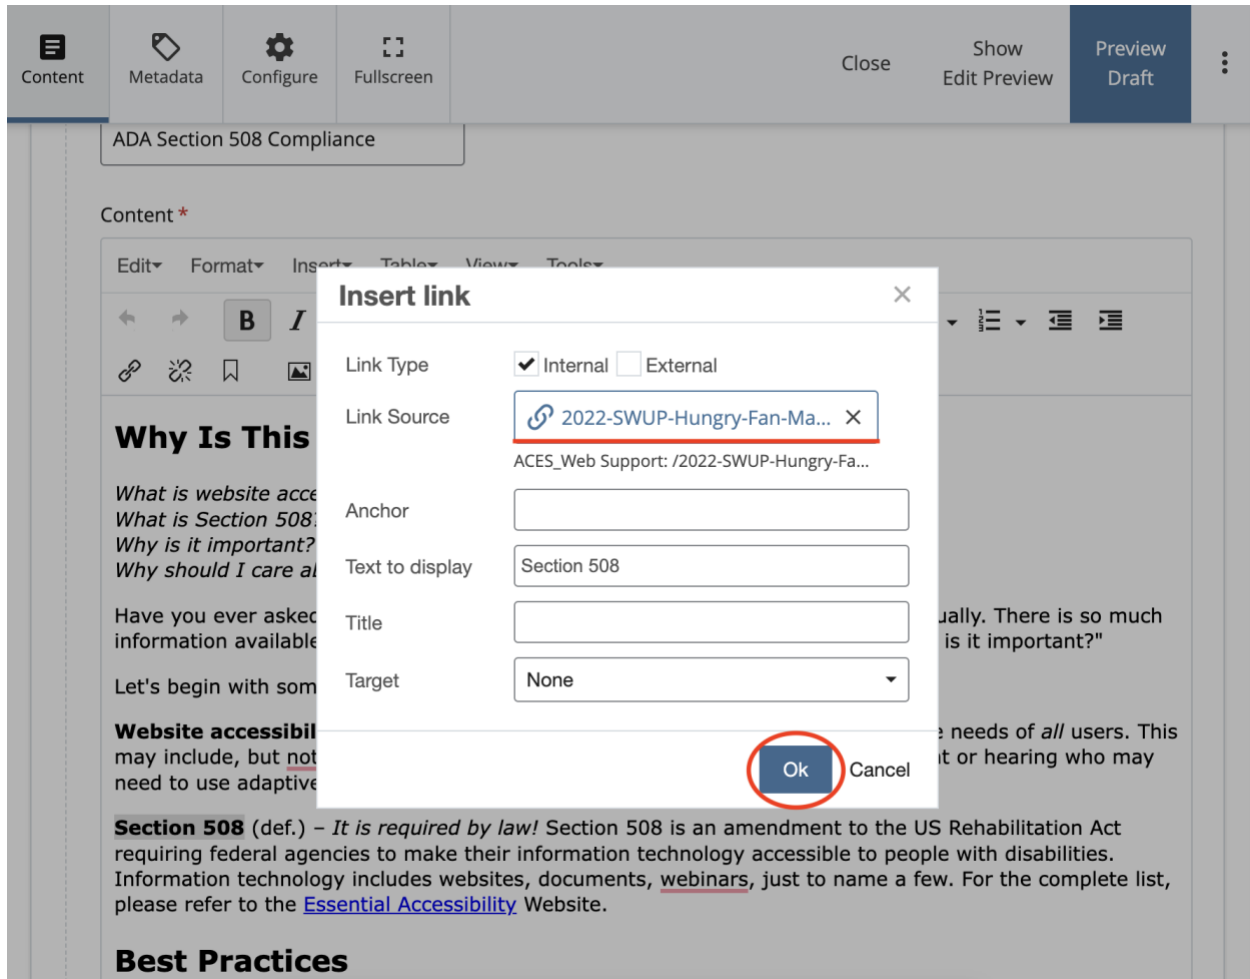 Content
Metadata
Configure
Fullscreen
Close
Show
Edit Preview
Preview
Draft
ADA Section 508 Compliance
Content *
Edit Format Insert Table View Tools
B I
Insert link
Link Type Internal External
Link Source 2022-SWUP-Hungry-Fan-Ma...
ACES_Web Support: /2022-SWUP-Hungry-Fa...
Anchor
Text to display Section 508
Title
Target None
Ok Cancel
Why Is This
What is website
What is Section 508
Why is it important?
Why should I care
Have you ever asked ually. There is so much
information available is it important?"
Let's begin with som
Website accessibil needs of all users. This
may include, but not t or hearing who may
need to use adaptive
Section 508 (def.) – It is required by law! Section 508 is an amendment to the US Rehabilitation Act
requiring federal agencies to make their information technology accessible to people with disabilities.
Information technology includes websites, documents, webinars, just to name a few. For the complete list,
please refer to the Essential Accessibility Website.
Best Practices